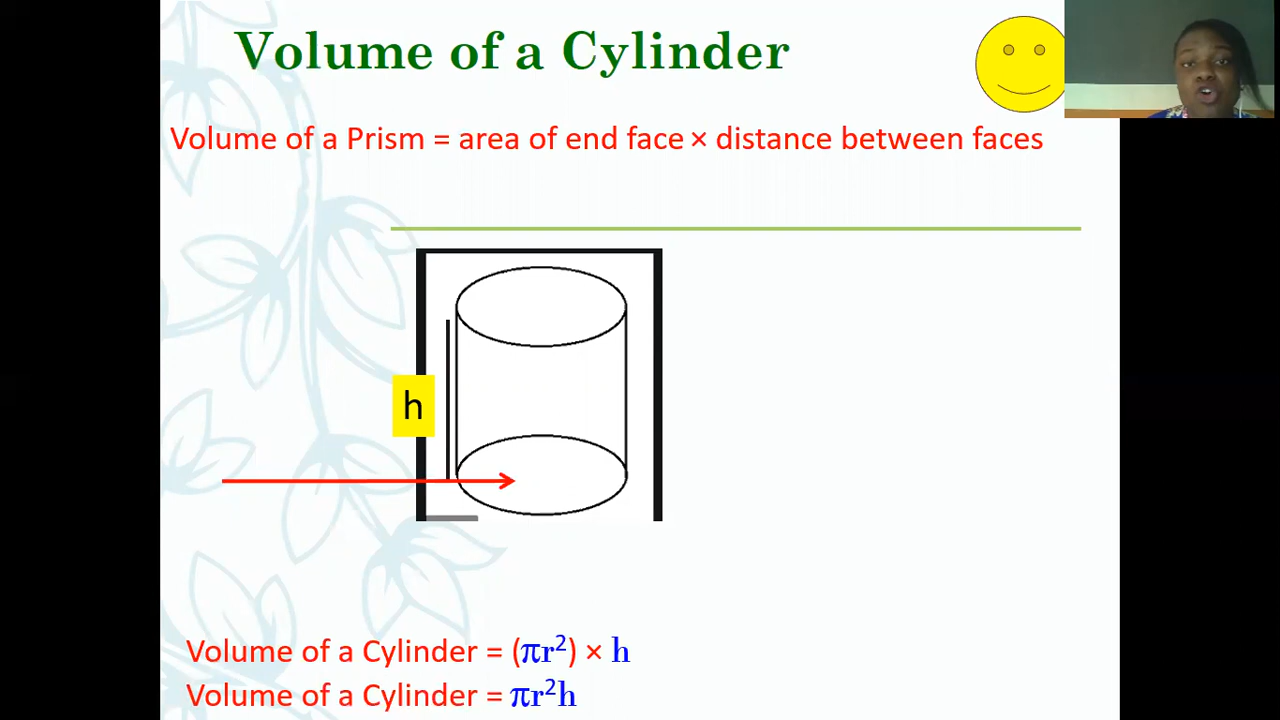 Volume of a Cylinder
Volume of a Prism = area of end face × distance between faces
h
Volume of a Cylinder = (πr²) × h
Volume of a Cylinder = πr²h